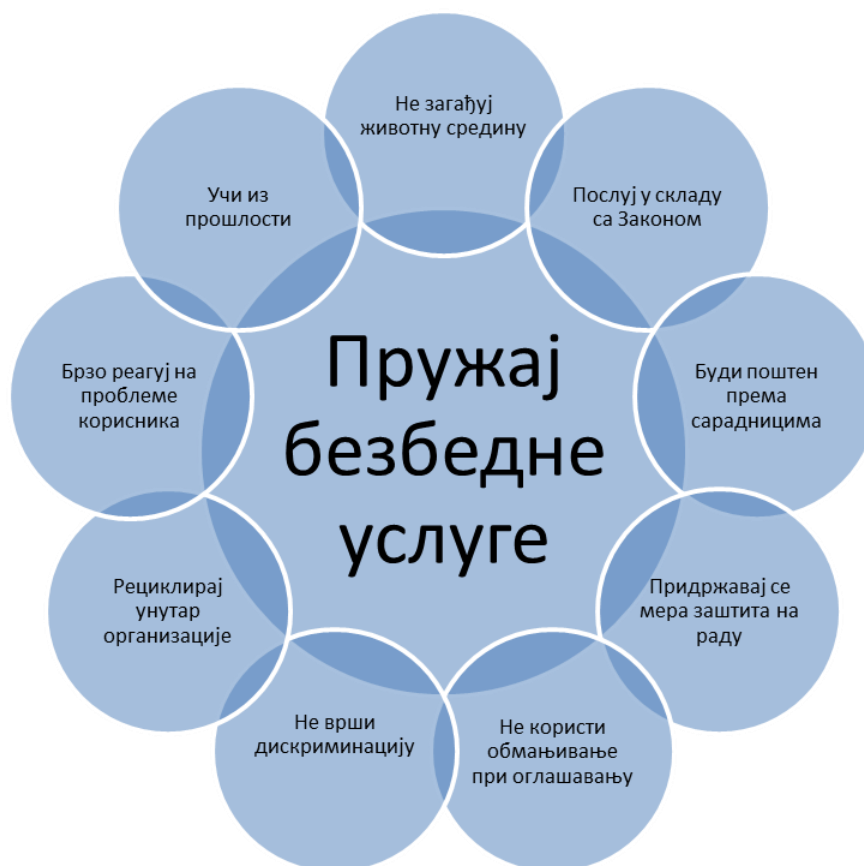 Не загађуј
животну средину
Послуј у складу
са Законом
Буди поштен
према
сарадницима
Придржавај се
мера заштита на
раду
Не користи
обмањивање
при оглашавању
Не врши
дискриминацију
Рециклирај
унутар
организације
Брзо реагуј на
проблеме
корисника
Учи из
прошлости
Пружај
безбедне
услуге